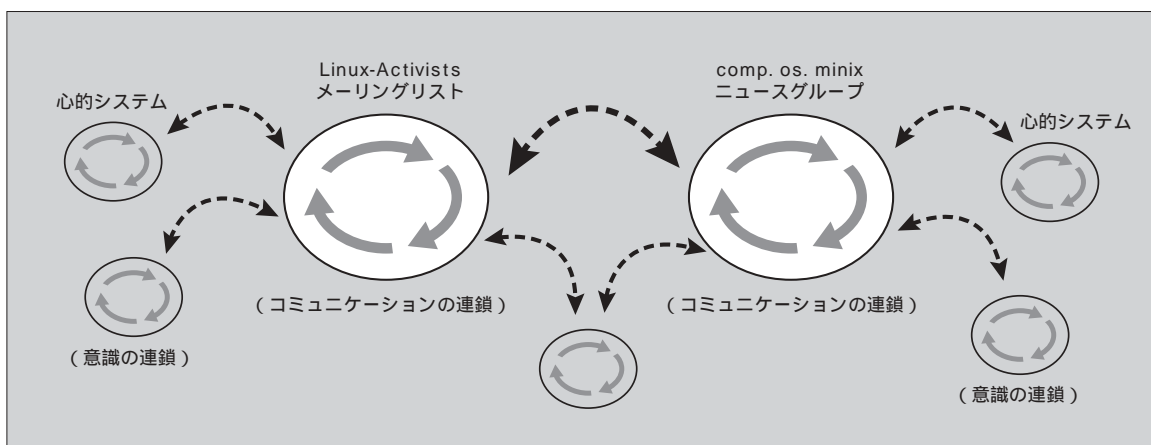 Linux-Activists
メーリングリスト
comp. os. minix
ニュースグループ
心的システム
心的システム
(コミュニケーションの連鎖)
(コミュニケーションの連鎖)
(意識の連鎖)
(意識の連鎖)